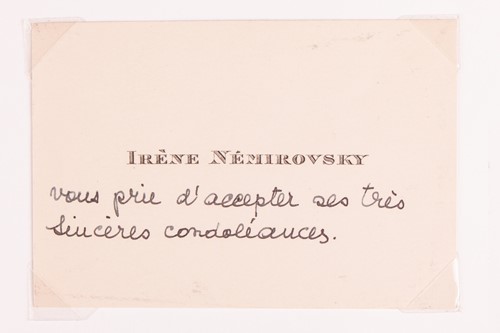 IRÈNE NÉMIROVSKY
vous prie d'accepter ses très
sincères condoléances.